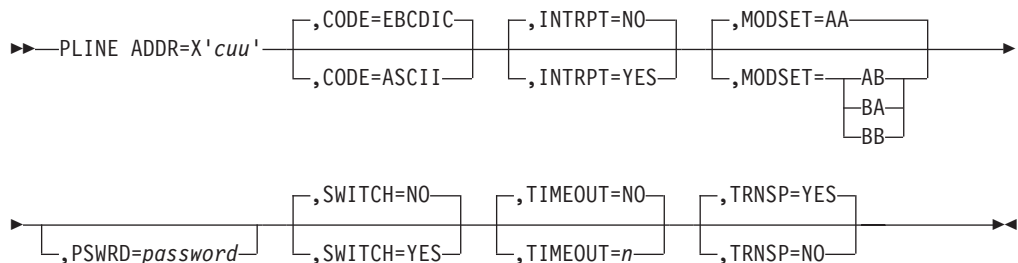 ,CODE=EBCDIC ,INTRPT=NO ,MODSET=AA
PLINE ADDR=X'cuu'
,CODE=ASCII ,INTRPT=YES ,MODSET= AB
BA
BB
,SWITCH=NO ,TIMEOUT=NO ,TRNSP=YES
,PSWRD=password ,SWITCH=YES ,TIMEOUT=n ,TRNSP=NO